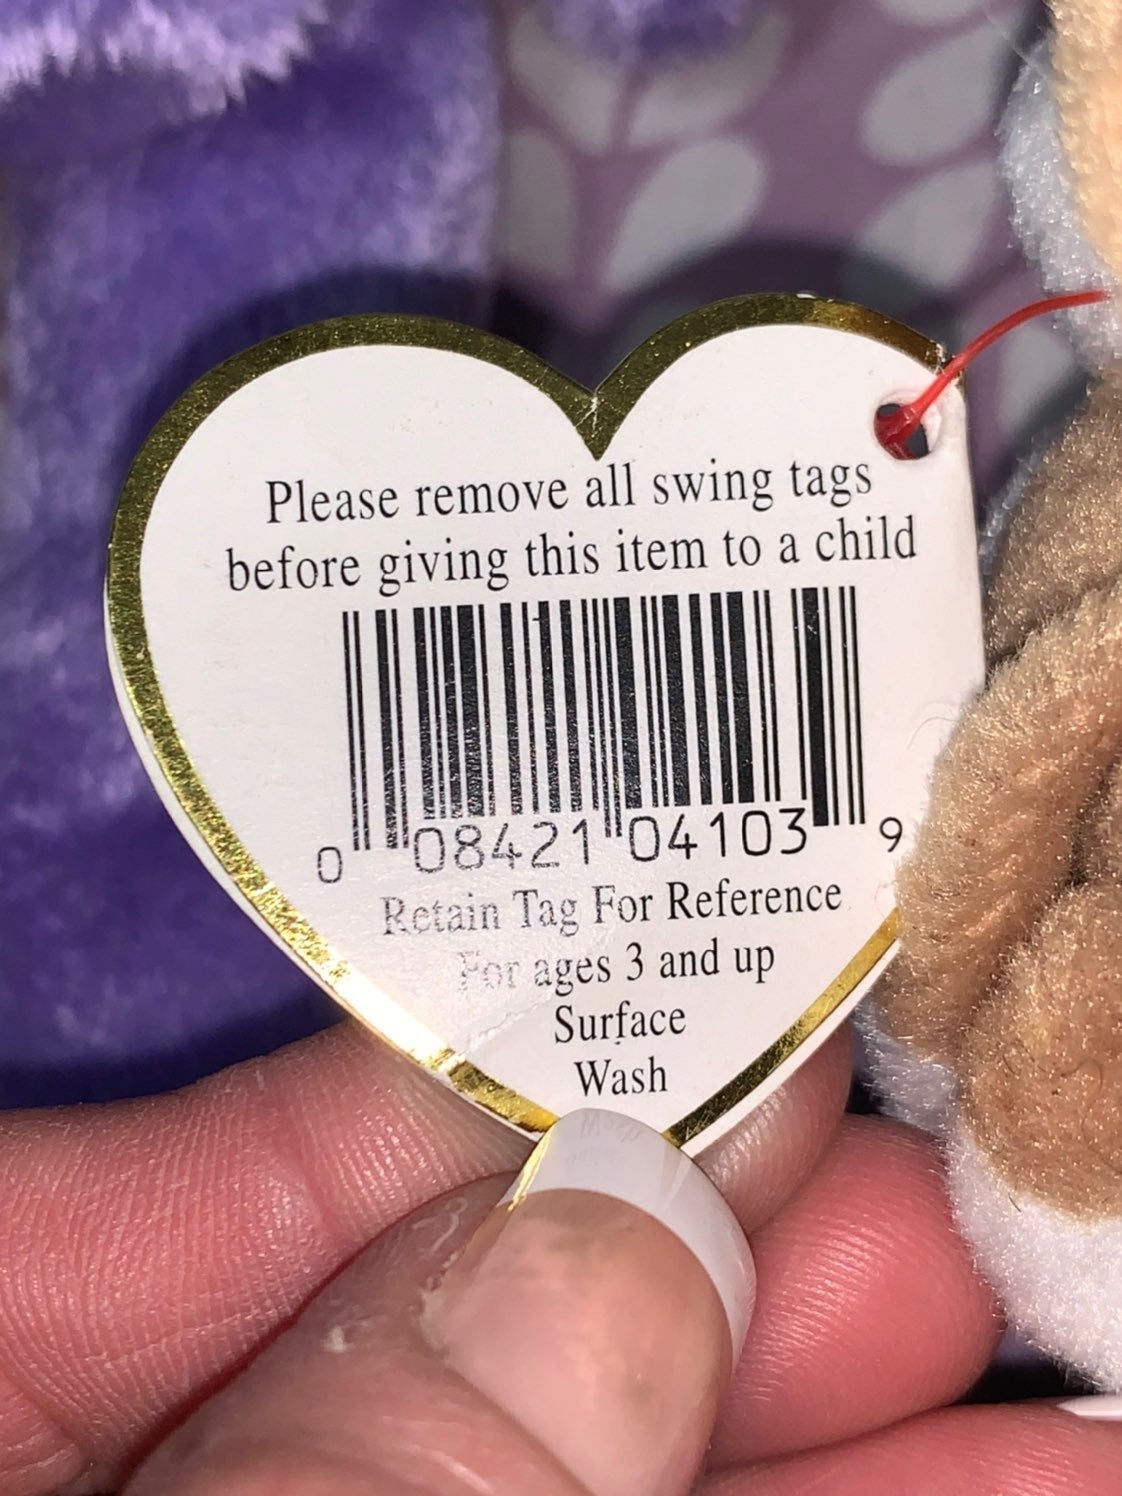 Please remove all swing tags
before giving this item to a child
0 08421 04103 9
Retain Tag For Reference
For ages 3 and up
Surface
Wash